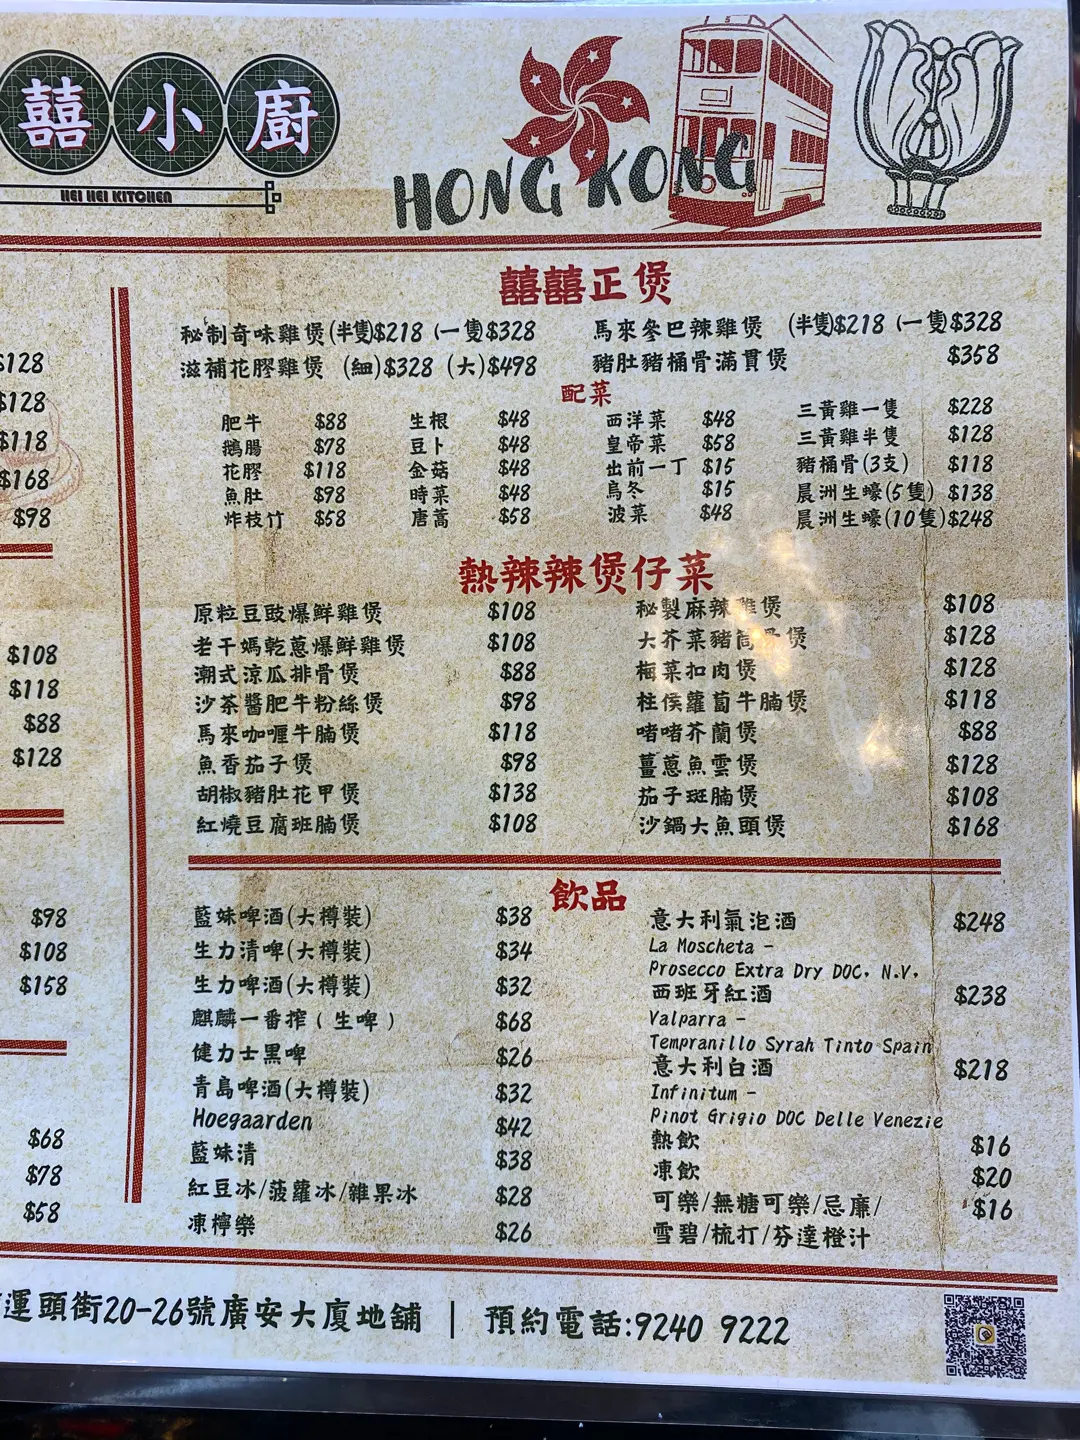 囍小廚
HEI HEI KITCHEN
HONG KONG
$128
$128
$118
$168
$98
$108
$118
$88
$128
$98
$108
$158
$68
$78
$58
囍囍正煲
秘制奇味雞煲(半隻)$218 (一隻)$328
滋補花膠雞煲 (細)$328 (大)$498
馬來參巴辣雞煲 (半隻)$218 (一隻)$328
豬肚豬桶骨滿貫煲 $358
配菜
肥牛 $88
鵝腸 $78
花膠 $118
魚肚 $98
炸枝竹 $58
生根 $48
豆卜 $48
金菇 $48
時菜 $48
唐蒿 $58
西洋菜 $48
皇帝菜 $58
出前一丁 $15
烏冬 $15
波菜 $48
三黃雞一隻 $228
三黃雞半隻 $128
豬桶骨(3支) $118
晨洲生蠔(5隻) $138
晨洲生蠔(10隻)$248
熱辣辣煲仔菜
原粒豆豉爆鮮雞煲 $108
老干媽乾蔥爆鮮雞煲 $108
潮式涼瓜排骨煲 $88
沙茶醬肥牛粉絲煲 $98
馬來咖喱牛腩煲 $118
魚香茄子煲 $98
胡椒豬肚花甲煲 $138
紅燒豆腐班腩煲 $108
秘製麻辣雞煲 $108
大芥菜豬筒骨煲 $128
梅菜扣肉煲 $128
柱侯蘿蔔牛腩煲 $118
啫啫芥蘭煲 $88
薑蔥魚雲煲 $128
茄子斑腩煲 $108
沙鍋大魚頭煲 $168
飲品
藍妹啤酒(大樽裝) $38
生力清啤(大樽裝) $34
生力啤酒(大樽裝) $32
麒麟一番搾(生啤) $68
健力士黑啤 $26
青島啤酒(大樽裝) $32
Hoegaarden $42
藍妹清 $38
紅豆冰/菠蘿冰/雜果冰 $28
凍檸樂 $26
意大利氣泡酒 $248
La Moscheta -
Prosecco Extra Dry DOC, N.V,
西班牙紅酒 $238
Valparra -
Tempranillo Syrah Tinto Spain
意大利白酒 $218
Infinitum -
Pinot Grigio DOC Delle Venezie
熱飲 $16
凍飲 $20
可樂/無糖可樂/忌廉/ $16
雪碧/梳打/芬達橙汁
運頭街20-26號廣安大廈地舖 | 預約電話:9240 9222